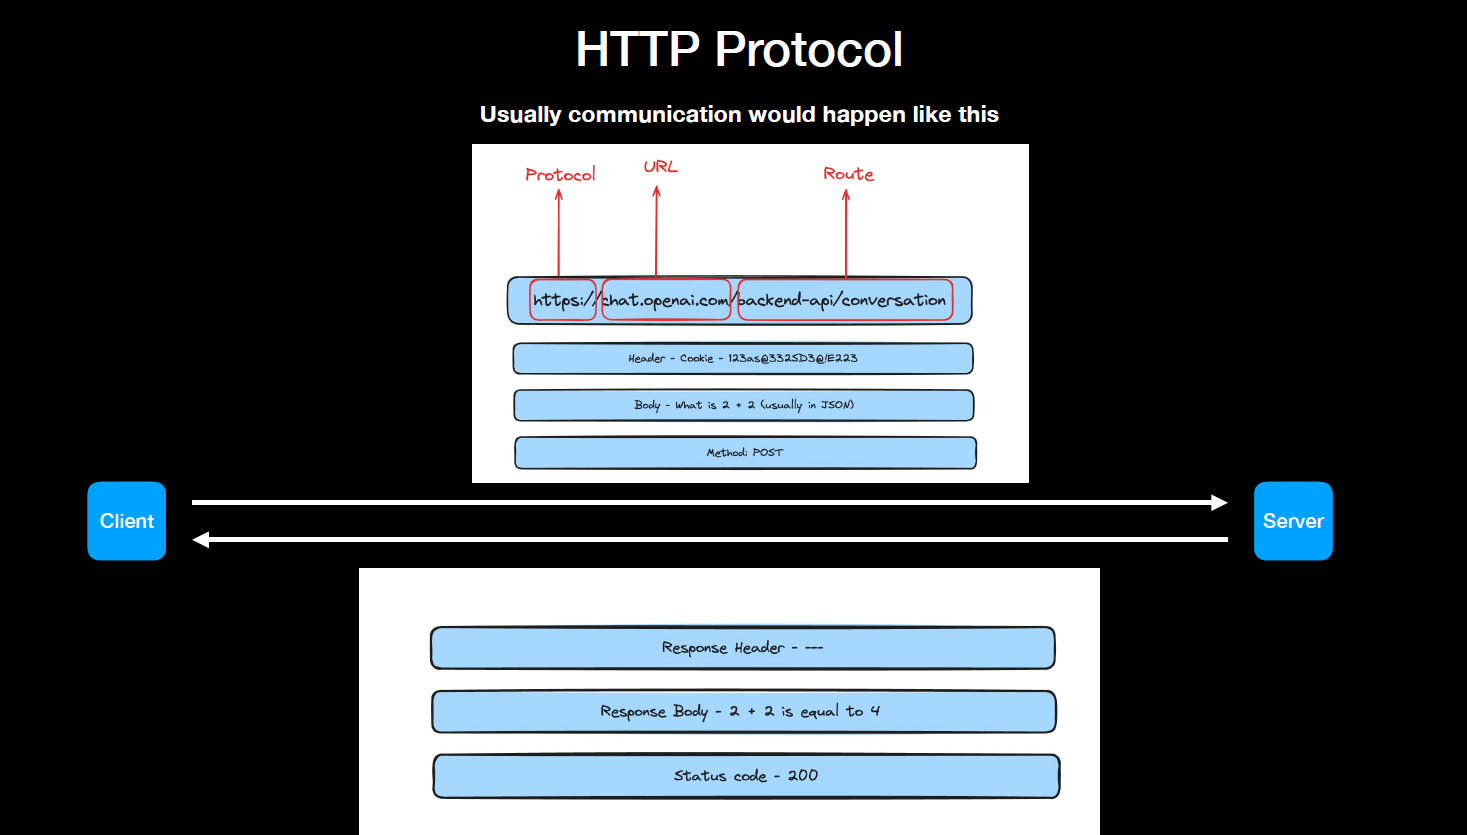 HTTP Protocol
Usually communication would happen like this
Protocol
URL
Route
https://chat.openai.com/backend-api/conversation
Header - Cookie - 123as@3325D3@!E223
Body - What is 2 + 2 (usually in JSON)
Method: POST
Client
Server
Response Header - ---
Response Body - 2 + 2 is equal to 4
Status code - 200